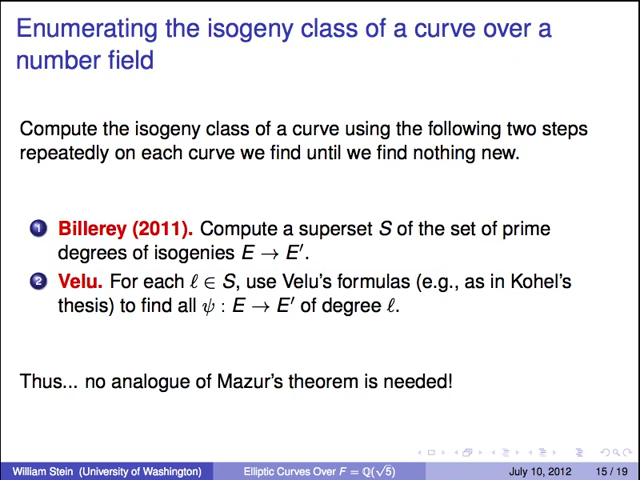 Enumerating the isogeny class of a curve over a
number field
Compute the isogeny class of a curve using the following two steps
repeatedly on each curve we find until we find nothing new.
1 Billerey (2011). Compute a superset S of the set of prime
degrees of isogenies E → E′.
2 Velu. For each ℓ ∈ S, use Velu's formulas (e.g., as in Kohel's
thesis) to find all ψ : E → E′ of degree ℓ.
Thus... no analogue of Mazur's theorem is needed!
William Stein (University of Washington) Elliptic Curves Over F = ℚ(√5) July 10, 2012 15 / 19